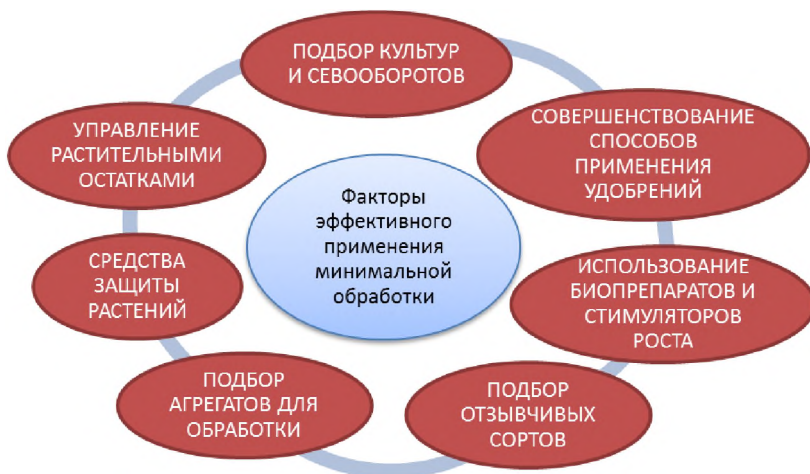 ПОДБОР КУЛЬТУР
И СЕВООБОРОТОВ
СОВЕРШЕНСТВОВАНИЕ
СПОСОБОВ
ПРИМЕНЕНИЯ
УДОБРЕНИЙ
ИСПОЛЬЗОВАНИЕ
БИОПРЕПАРАТОВ И
СТИМУЛЯТОРОВ
РОСТА
ПОДБОР
ОТЗЫВЧИВЫХ
СОРТОВ
ПОДБОР
АГРЕГАТОВ ДЛЯ
ОБРАБОТКИ
СРЕДСТВА
ЗАЩИТЫ
РАСТЕНИЙ
УПРАВЛЕНИЕ
РАСТИТЕЛЬНЫМИ
ОСТАТКАМИ
Факторы
эффективного
применения
минимальной
обработки